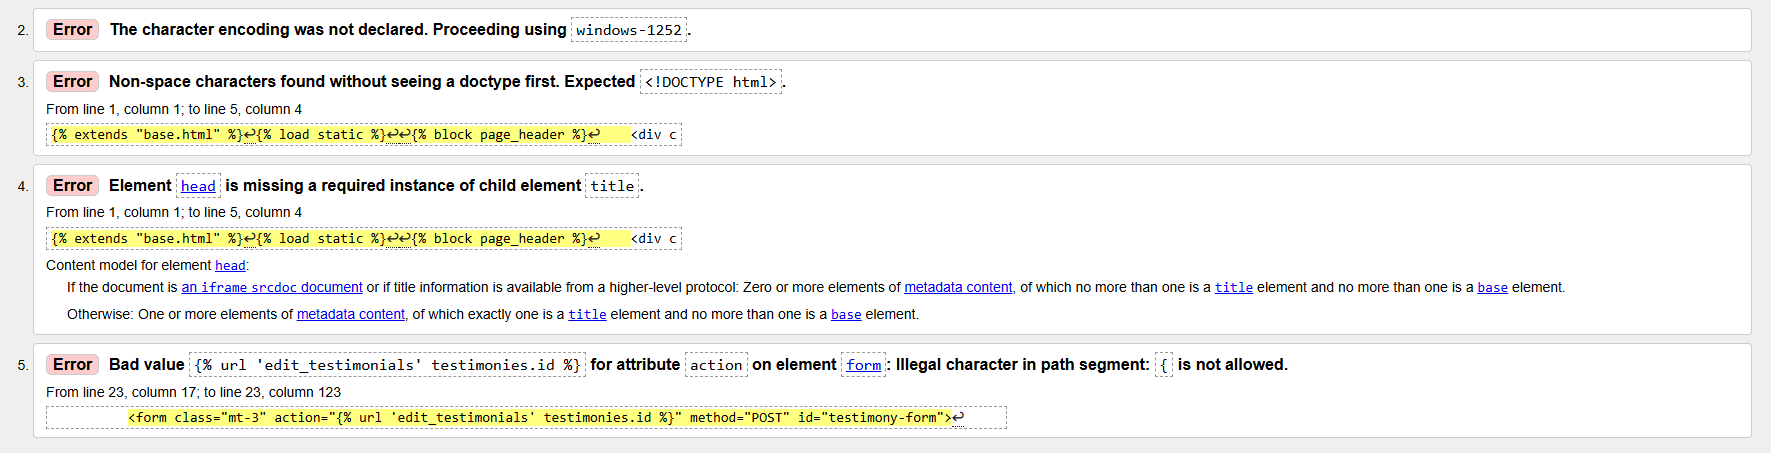 2. Error The character encoding was not declared. Proceeding using windows-1252.
3. Error Non-space characters found without seeing a doctype first. Expected <!DOCTYPE html>.
From line 1, column 1; to line 5, column 4
{% extends "base.html" %}↩{% load static %}↩↩{% block page_header %}↩    <div c
4. Error Element head is missing a required instance of child element title.
From line 1, column 1; to line 5, column 4
{% extends "base.html" %}↩{% load static %}↩↩{% block page_header %}↩    <div c
Content model for element head:
If the document is an iframe srcdoc document or if title information is available from a higher-level protocol: Zero or more elements of metadata content, of which no more than one is a title element and no more than one is a base element.
Otherwise: One or more elements of metadata content, of which exactly one is a title element and no more than one is a base element.
5. Error Bad value {% url 'edit_testimonials' testimonies.id %} for attribute action on element form: Illegal character in path segment: { is not allowed.
From line 23, column 17; to line 23, column 123
<form class="mt-3" action="{% url 'edit_testimonials' testimonies.id %}" method="POST" id="testimony-form">↩